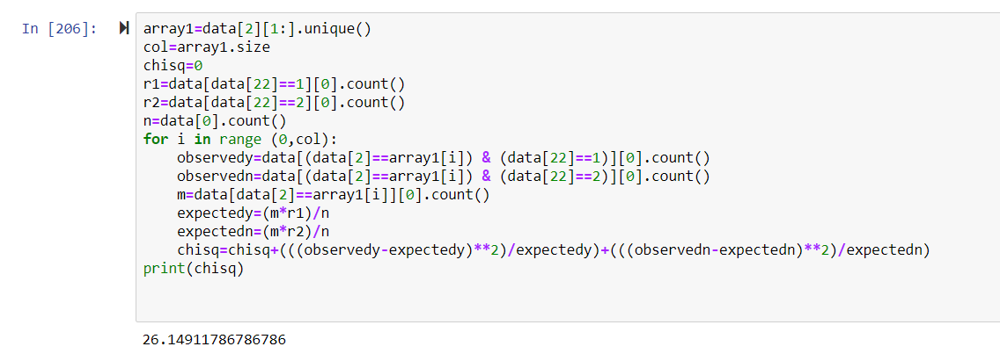 In [206]:
array1=data[2][1:].unique()
col=array1.size
chisq=0
r1=data[data[22]==1][0].count()
r2=data[data[22]==2][0].count()
n=data[0].count()
for i in range (0,col):
    observedy=data[(data[2]==array1[i]) & (data[22]==1)][0].count()
    observedn=data[(data[2]==array1[i]) & (data[22]==2)][0].count()
    m=data[data[2]==array1[i]][0].count()
    expectedy=(m*r1)/n
    expectedn=(m*r2)/n
    chisq=chisq+(((observedy-expectedy)**2)/expectedy)+(((observedn-expectedn)**2)/expectedn)
print(chisq)
26.14911786786786